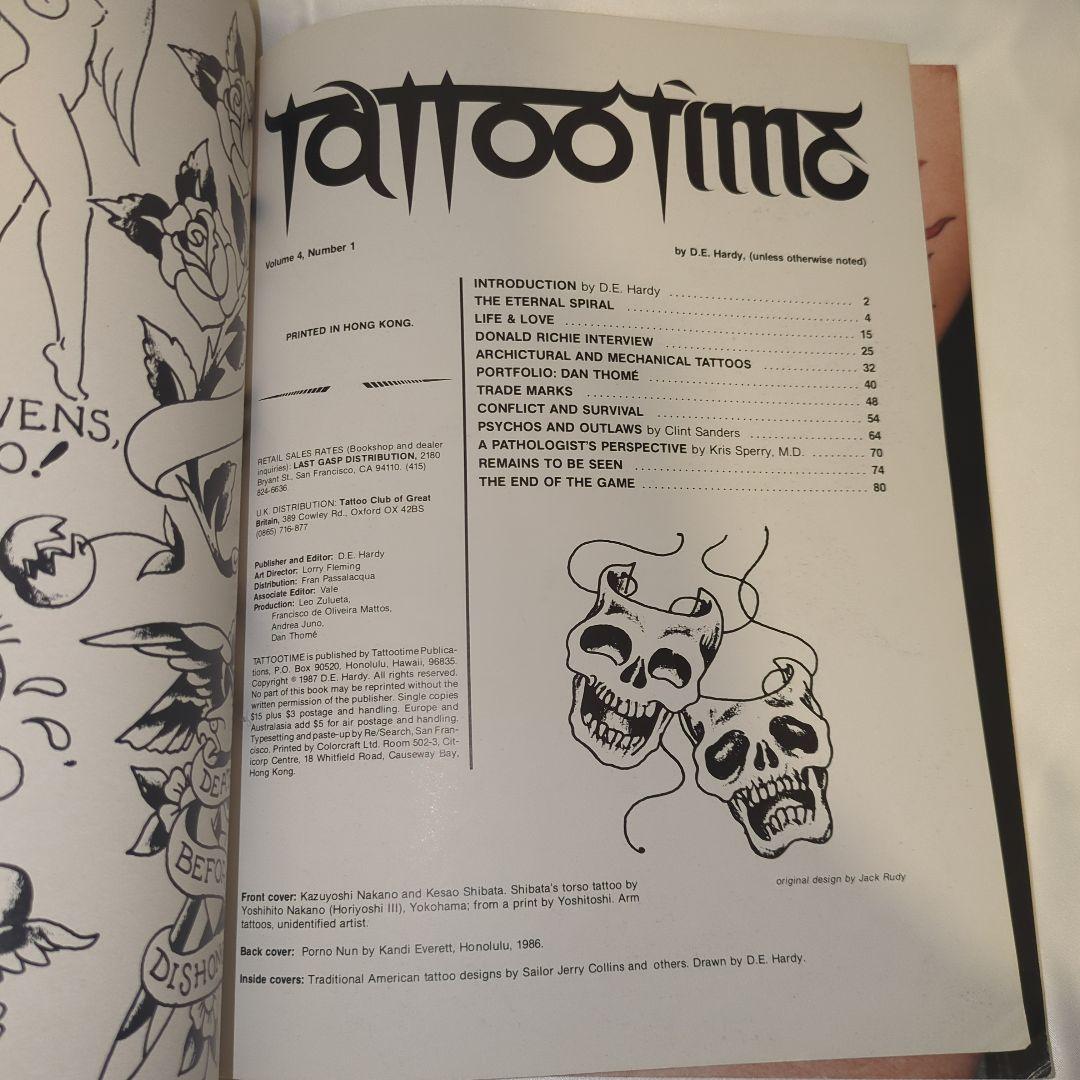 VENS,
O!
DEAT
BEFOR
DISHON
TATTOOTIME
Volume 4, Number 1
by D.E. Hardy, (unless otherwise noted)
PRINTED IN HONG KONG.
INTRODUCTION by D.E. Hardy 2
THE ETERNAL SPIRAL 4
LIFE & LOVE 15
DONALD RICHIE INTERVIEW 25
ARCHICTURAL AND MECHANICAL TATTOOS 32
PORTFOLIO: DAN THOMÉ 40
TRADE MARKS 48
CONFLICT AND SURVIVAL 54
PSYCHOS AND OUTLAWS by Clint Sanders 64
A PATHOLOGIST'S PERSPECTIVE by Kris Sperry, M.D. 70
REMAINS TO BE SEEN 74
THE END OF THE GAME 80
RETAIL SALES RATES (Bookshop and dealer
inquiries): LAST GASP DISTRIBUTION, 2180
Bryant St., San Francisco, CA 94110. (415)
824-6636.
U.K. DISTRIBUTION: Tattoo Club of Great
Britain, 389 Cowley Rd., Oxford OX 42BS
(0865) 716-877
Publisher and Editor: D.E. Hardy
Art Director: Lorry Fleming
Distribution: Fran Passalacqua
Associate Editor: Vale
Production: Leo Zulueta,
Francisco de Oliveira Mattos,
Andrea Juno,
Dan Thomé
TATTOOTIME is published by Tattootime Publica-
tions, P.O. Box 90520, Honolulu, Hawaii, 96835.
Copyright © 1987 D.E. Hardy. All rights reserved.
No part of this book may be reprinted without the
written permission of the publisher. Single copies
$15 plus $3 postage and handling. Europe and
Australasia add $5 for air postage and handling.
Typesetting and paste-up by Re/Search, San Fran-
cisco. Printed by Colorcraft Ltd. Room 502-3, Cit-
icorp Centre, 18 Whitfield Road, Causeway Bay,
Hong Kong.
original design by Jack Rudy
Front cover: Kazuyoshi Nakano and Kesao Shibata. Shibata's torso tattoo by
Yoshihito Nakano (Horiyoshi III), Yokohama; from a print by Yoshitoshi. Arm
tattoos, unidentified artist.
Back cover: Porno Nun by Kandi Everett, Honolulu, 1986.
Inside covers: Traditional American tattoo designs by Sailor Jerry Collins and others. Drawn by D.E. Hardy.